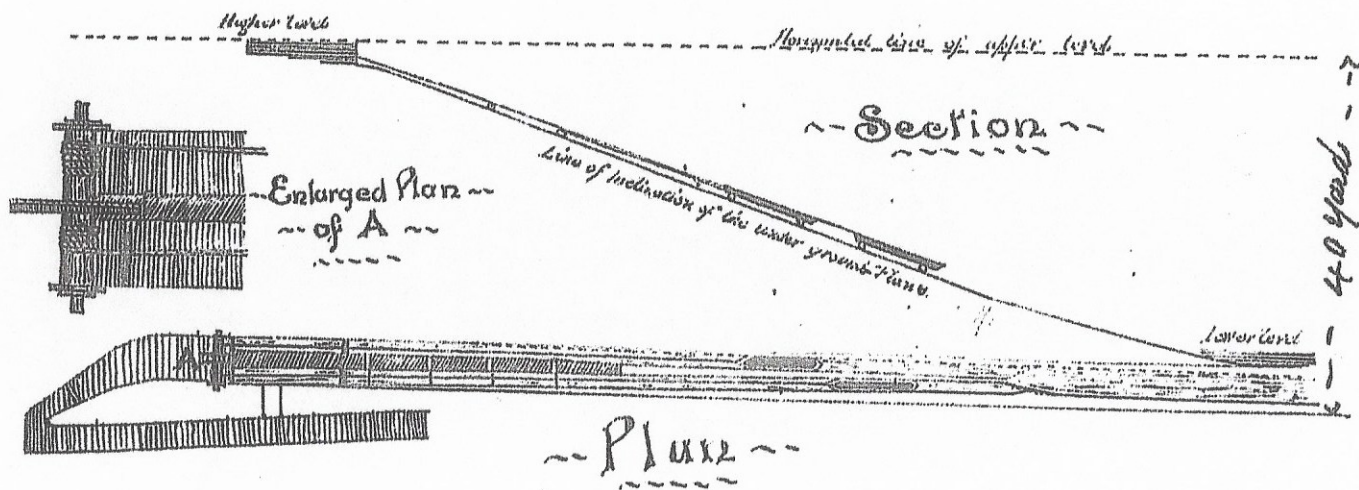 Higher level
Horizontal line of upper level
~~ Section ~~
~~ Enlarged Plan ~~
~~ of A ~~
Line of Inclination of the under ground Plane.
40 Yards
Lower level
A
~~ Plan ~~